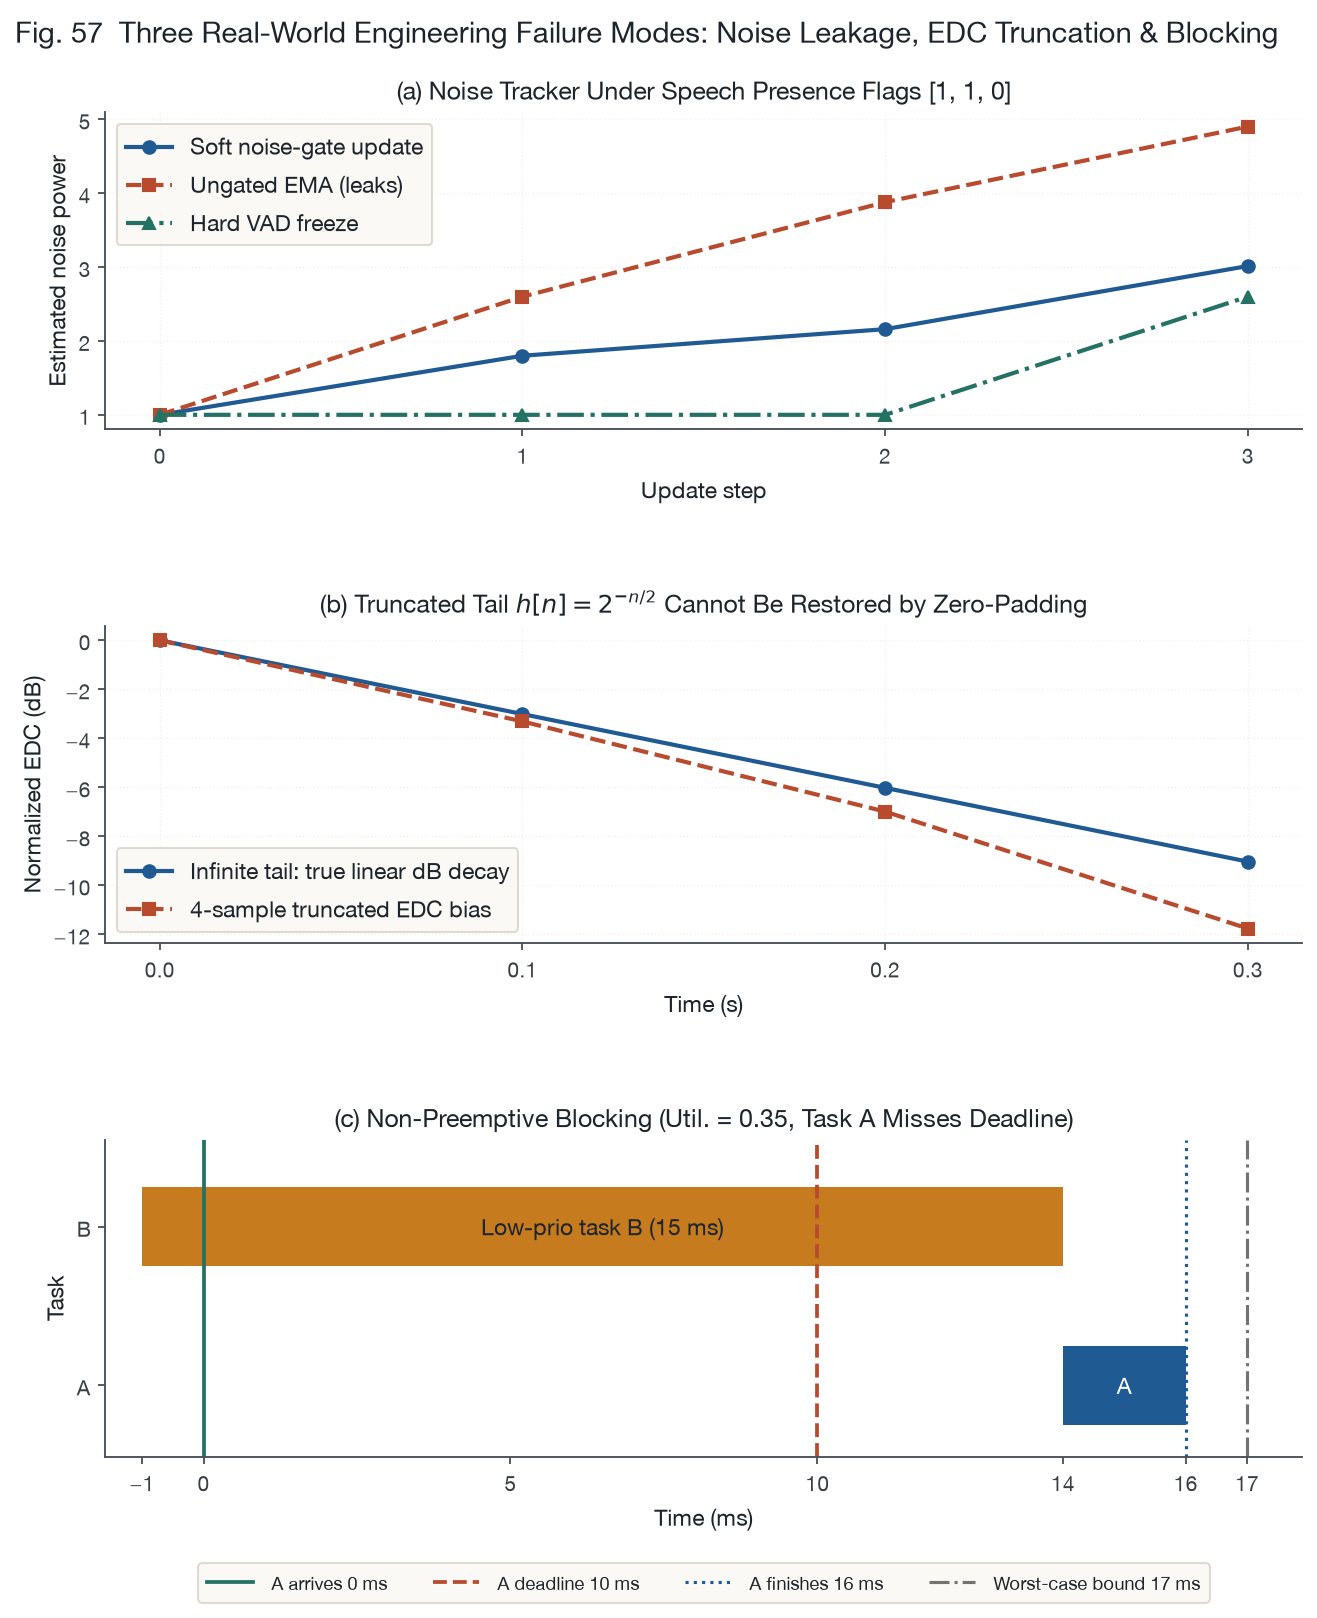 Fig. 57  Three Real-World Engineering Failure Modes: Noise Leakage, EDC Truncation & Blocking
(a) Noise Tracker Under Speech Presence Flags [1, 1, 0]
Estimated noise power
5
4
3
2
1
Soft noise-gate update
Ungated EMA (leaks)
Hard VAD freeze
0 1 2 3
Update step
(b) Truncated Tail h[n] = 2^{−n/2} Cannot Be Restored by Zero-Padding
Normalized EDC (dB)
0
−2
−4
−6
−8
−10
−12
Infinite tail: true linear dB decay
4-sample truncated EDC bias
0.0 0.1 0.2 0.3
Time (s)
(c) Non-Preemptive Blocking (Util. = 0.35, Task A Misses Deadline)
Task
B
Low-prio task B (15 ms)
A
A
−1 0 5 10 14 16 17
Time (ms)
A arrives 0 ms
A deadline 10 ms
A finishes 16 ms
Worst-case bound 17 ms